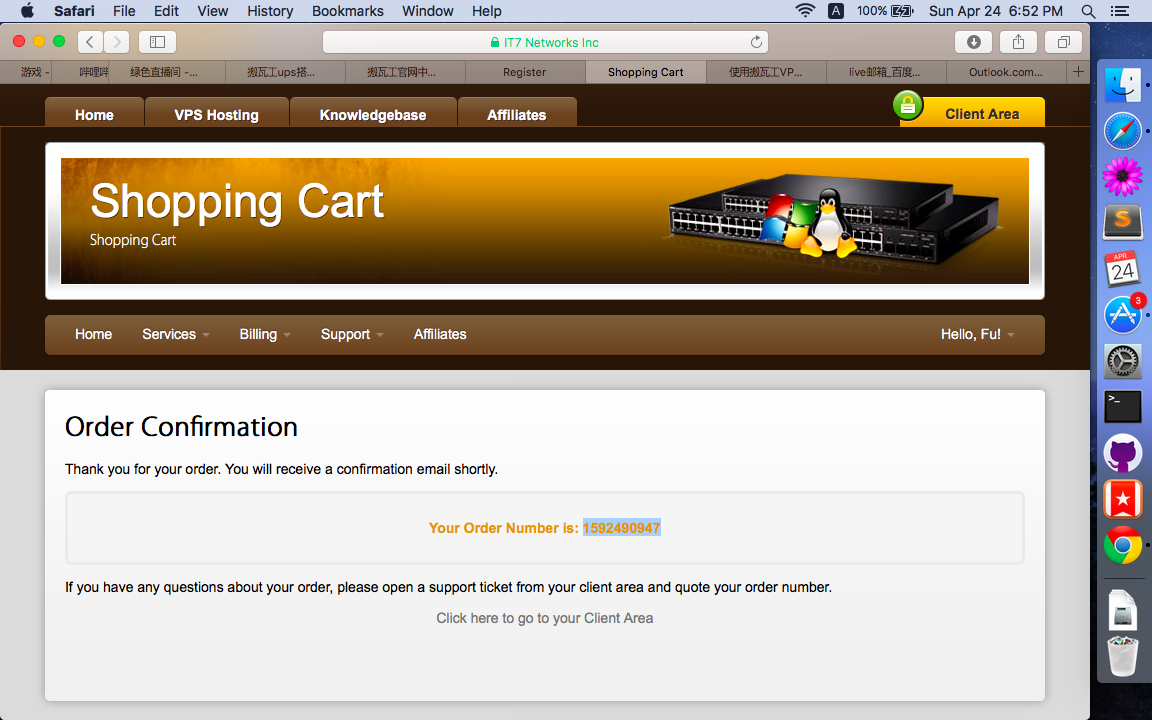 Safari File Edit View History Bookmarks Window Help A 100% Sun Apr 24 6:52 PM
IT7 Networks Inc
游戏 - 哔哩哔 绿色直播间 -... 搬瓦工ups搭... 搬瓦工官网中... Register Shopping Cart 使用搬瓦工VP... live邮箱_百度... Outlook.com...
Home VPS Hosting Knowledgebase Affiliates Client Area
Shopping Cart
Shopping Cart
Home Services Billing Support Affiliates Hello, Fu!
Order Confirmation
Thank you for your order. You will receive a confirmation email shortly.
Your Order Number is: 1592490947
If you have any questions about your order, please open a support ticket from your client area and quote your order number.
Click here to go to your Client Area
S
APR
24
3
>_